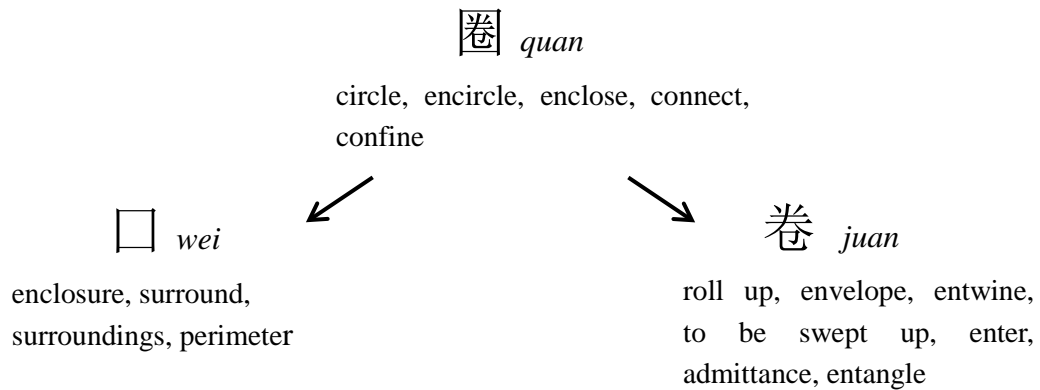 圈 quan
circle, encircle, enclose, connect,
confine
囗 wei
enclosure, surround,
surroundings, perimeter
卷 juan
roll up, envelope, entwine,
to be swept up, enter,
admittance, entangle